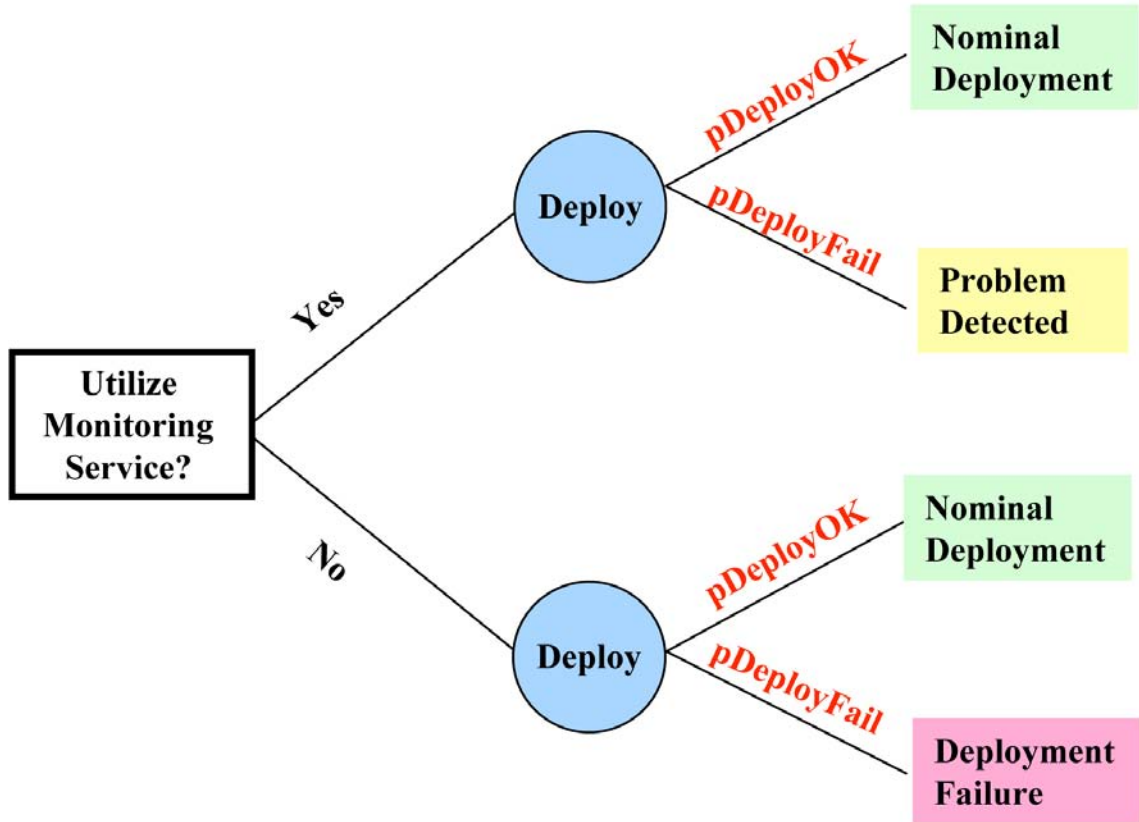 Utilize
Monitoring
Service?
Yes
Deploy
pDeployOK
Nominal
Deployment
pDeployFail
Problem
Detected
No
Deploy
pDeployOK
Nominal
Deployment
pDeployFail
Deployment
Failure